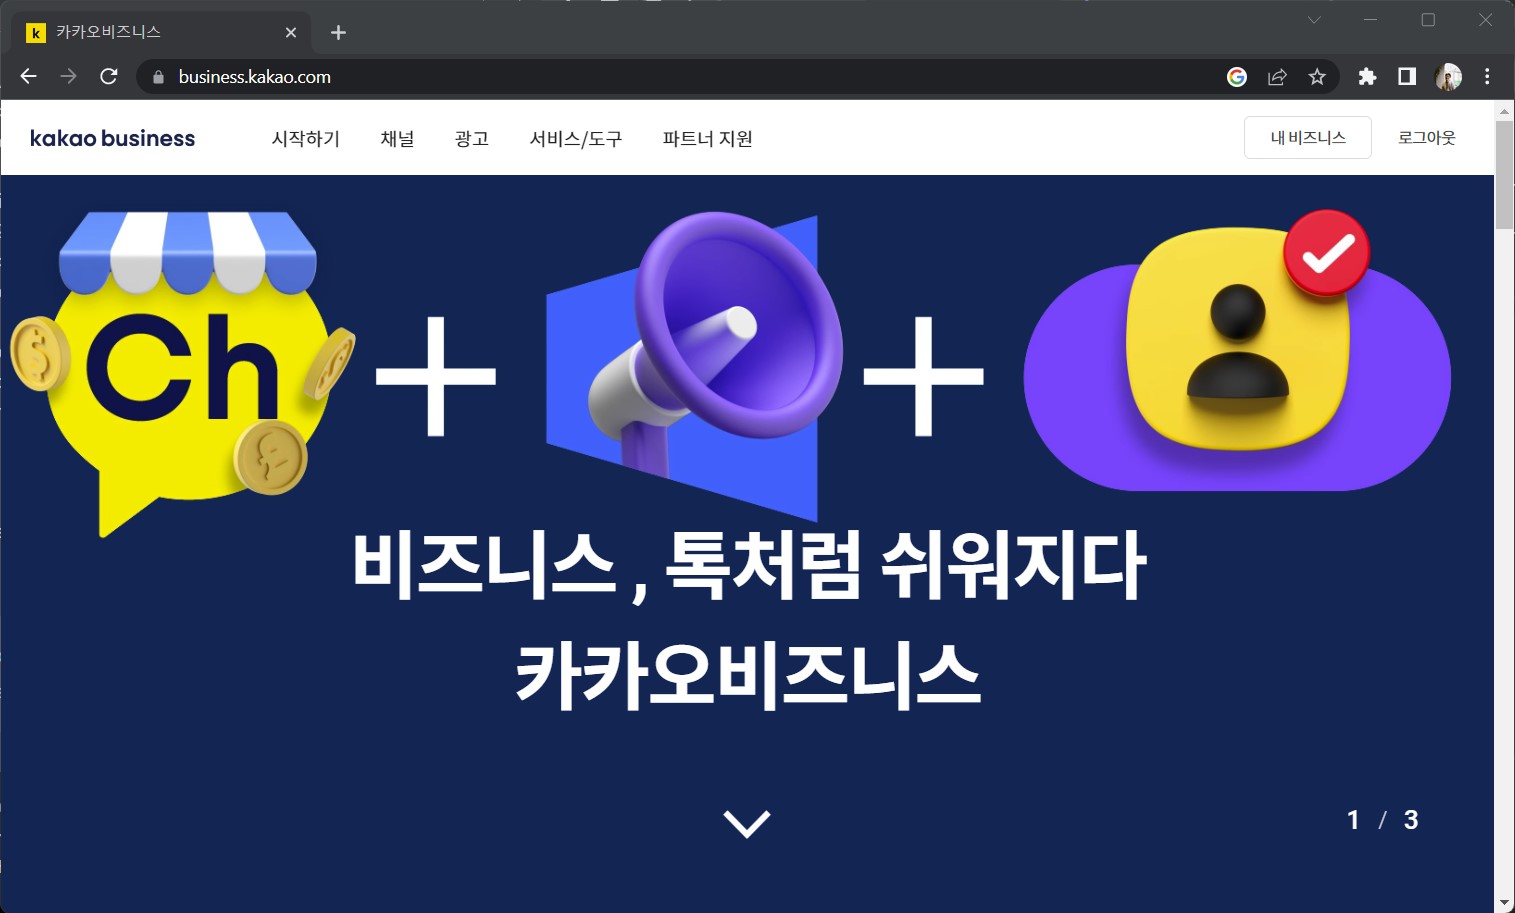 카카오비즈니스
business.kakao.com
kakao business 시작하기 채널 광고 서비스/도구 파트너 지원 내 비즈니스 로그아웃
Ch
비즈니스 , 톡처럼 쉬워지다
카카오비즈니스
1 / 3